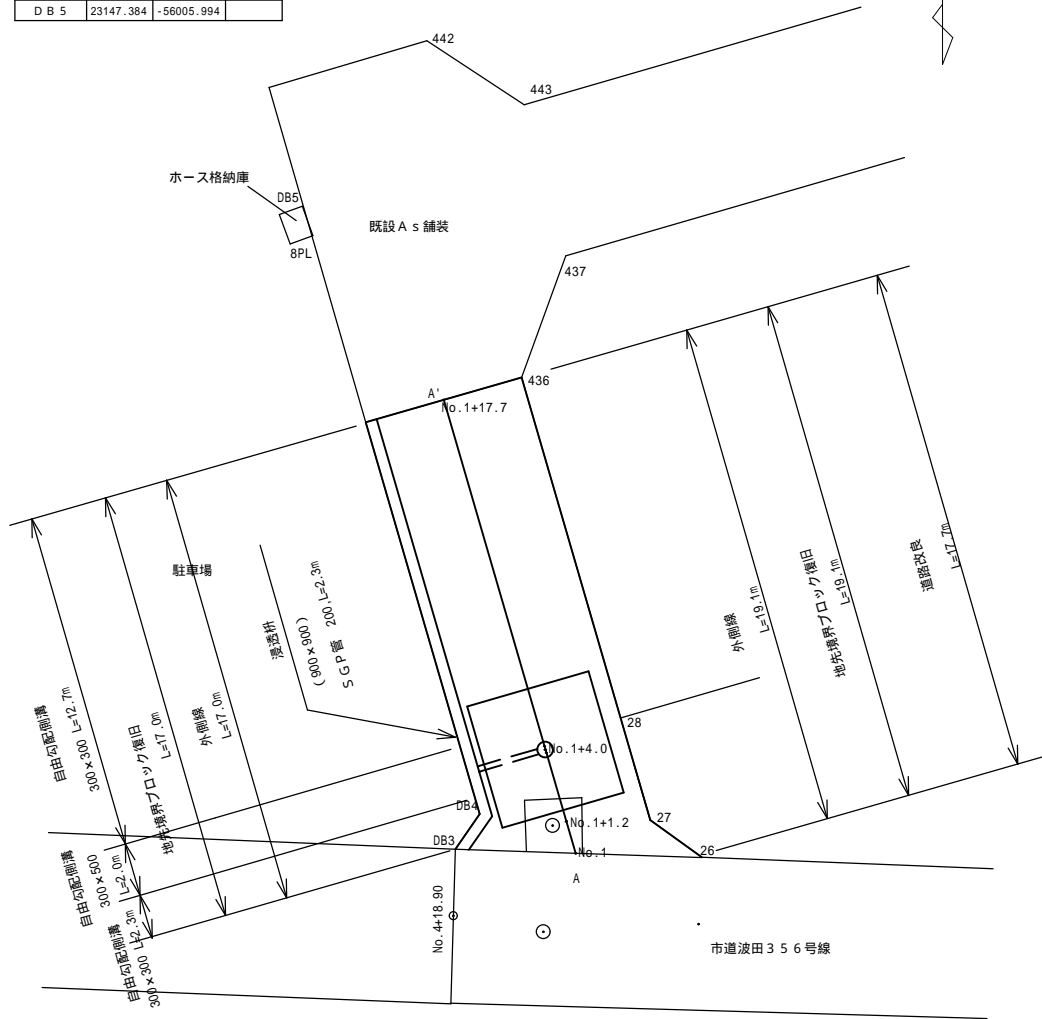 ＤＢ５ 23147.384 -56005.994
442
443
ホース格納庫
DB5
既設Ａｓ舗装
8PL
437
436
A'
No.1+17.7
駐車場
浸透桝
(900×900)
ＳＧＰ管 200,L=2.3m
外側線
L=19.1m
地先境界ブロック復旧
L=19.1m
道路改良
L=17.7m
自由勾配側溝
300×300 L=12.7m
地先境界ブロック復旧
L=17.0m
外側線
L=17.0m
28
No.1+4.0
DB4
27
No.1+1.2
DB3
No.1
26
A
自由勾配側溝
300×500
L=2.0m
自由勾配側溝
300×300 L=2.3m
No.4+18.90
市道波田３５６号線